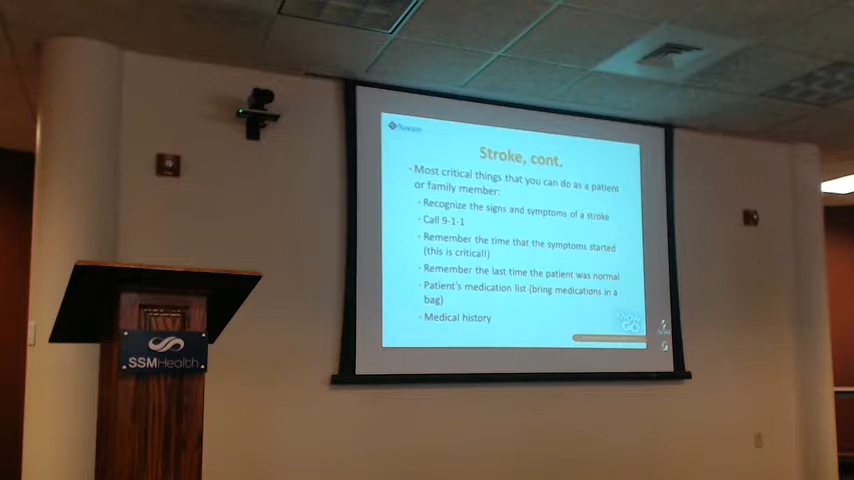 Stroke, cont.
• Most critical things that you can do as a patient
or family member:
• Recognize the signs and symptoms of a stroke
• Call 9-1-1
• Remember the time that the symptoms started
(this is critical!)
• Remember the last time the patient was normal
• Patient's medication list (bring medications in a
bag)
• Medical history
KNOW
GO
SSMHealth